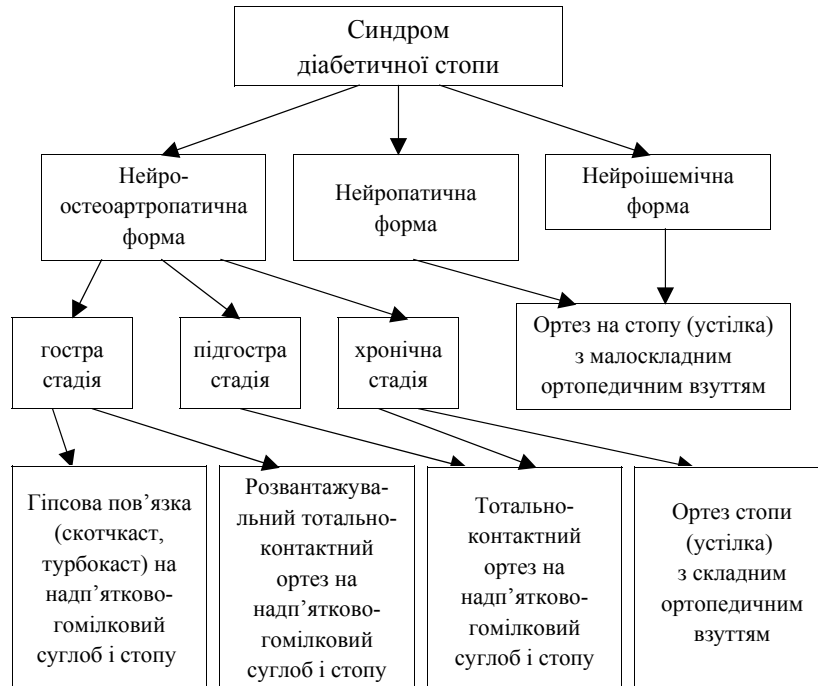 Синдром
діабетичної стопи
Нейро-
остеоартропатична
форма
Нейропатична
форма
Нейроішемічна
форма
гостра
стадія
підгостра
стадія
хронічна
стадія
Ортез на стопу (устілка)
з малоскладним
ортопедичним взуттям
Гіпсова пов’язка
(скотчкаст,
турбокаст) на
надп’ятково-
гомілковий
суглоб і стопу
Розвантажува-
льний тотально-
контактний
ортез на
надп’ятково-
гомілковий
суглоб і стопу
Тотально-
контактний
ортез на
надп’ятково-
гомілковий
суглоб і стопу
Ортез стопи
(устілка)
з складним
ортопедичним
взуттям